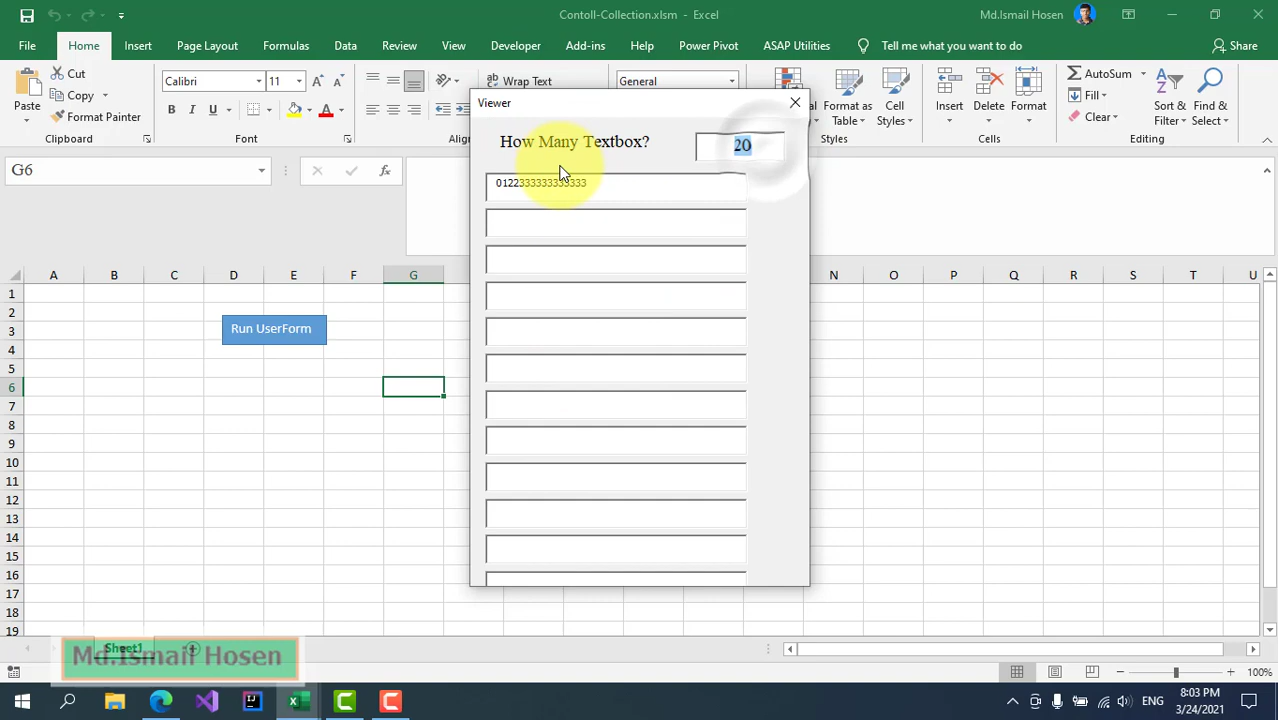 Contoll-Collection.xlsm - Excel
Md.Ismail Hosen
File Home Insert Page Layout Formulas Data Review View Developer Add-ins Help Power Pivot ASAP Utilities Tell me what you want to do Share
Paste
Cut
Copy
Format Painter
Clipboard
Calibri 11
B I U
Wrap Text
General
Format as Table
Cell Styles
Styles
Insert Delete Format
Cells
AutoSum
Fill
Clear
Sort & Filter
Find & Select
Editing
G6
fx
Viewer
How Many Textbox? 20
0122333333333333
A B C D E F G N O P Q R S T U
1
2
3
4
5
6
7
8
9
10
11
12
13
14
15
16
17
18
19
Run UserForm
Sheet1
Md.Ismail Hosen
100%
ENG
8:03 PM
3/24/2021